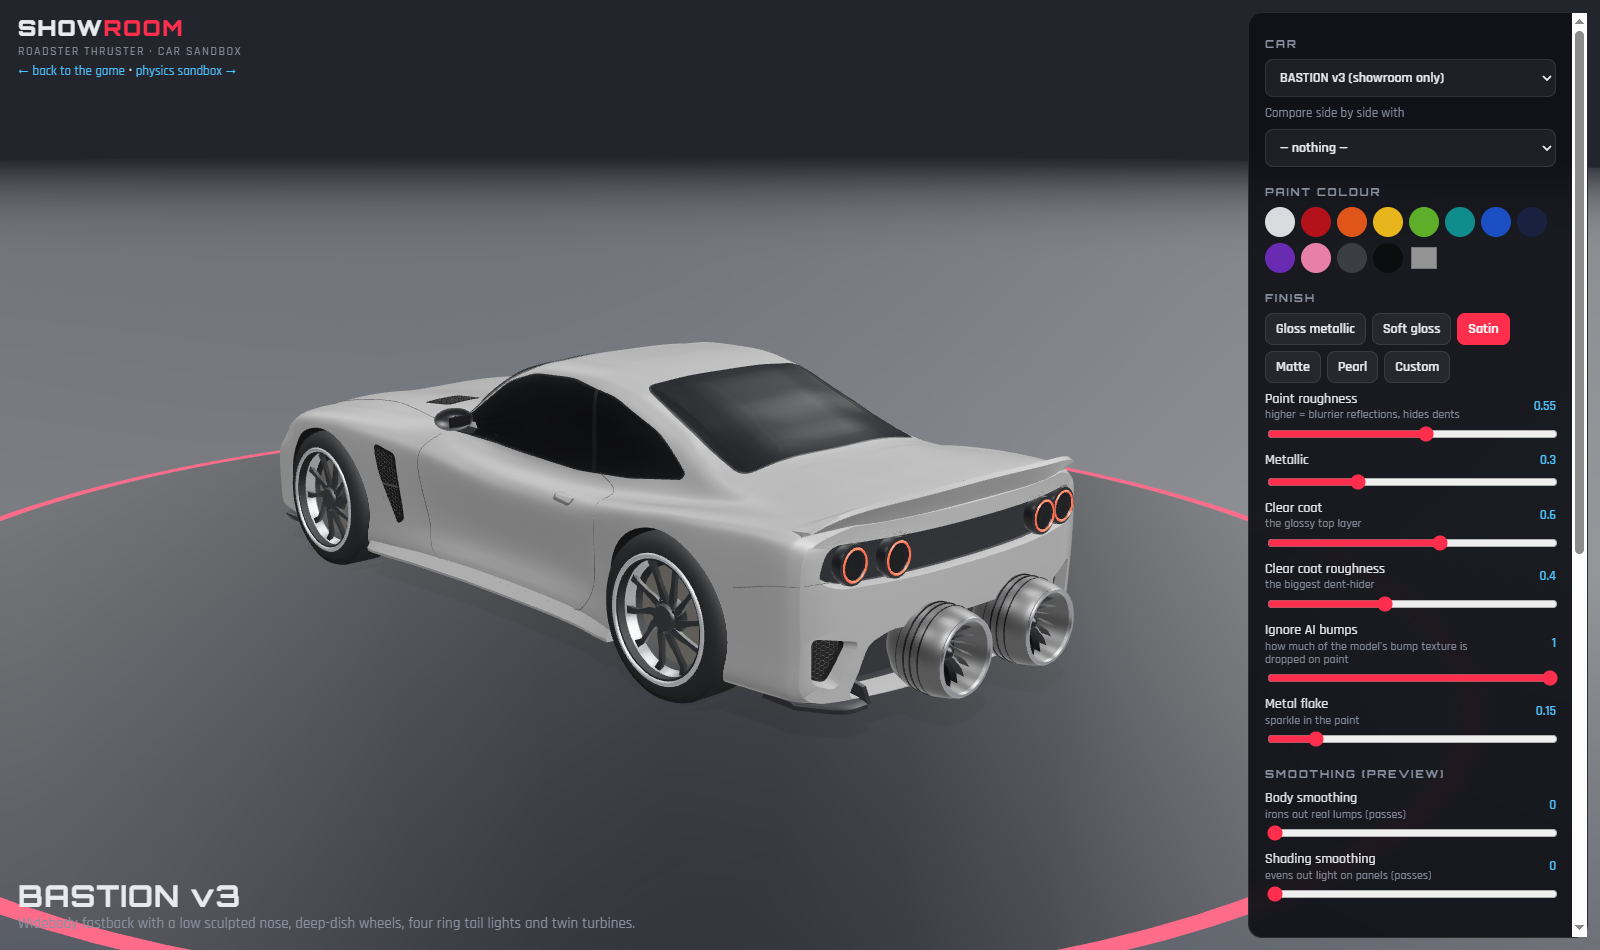 SHOWROOM
ROADSTER THRUSTER · CAR SANDBOX
← back to the game • physics sandbox →
CAR
BASTION v3 (showroom only)
Compare side by side with
— nothing —
PAINT COLOUR
FINISH
Gloss metallic
Soft gloss
Satin
Matte
Pearl
Custom
Paint roughness
higher = blurrier reflections, hides dents
0.55
Metallic
0.3
Clear coat
the glossy top layer
0.6
Clear coat roughness
the biggest dent-hider
0.4
Ignore AI bumps
how much of the model's bump texture is
dropped on paint
1
Metal flake
sparkle in the paint
0.15
SMOOTHING (PREVIEW)
Body smoothing
irons out real lumps (passes)
0
Shading smoothing
evens out light on panels (passes)
0
BASTION v3
Widebody fastback with a low sculpted nose, deep-dish wheels, four ring tail lights and twin turbines.